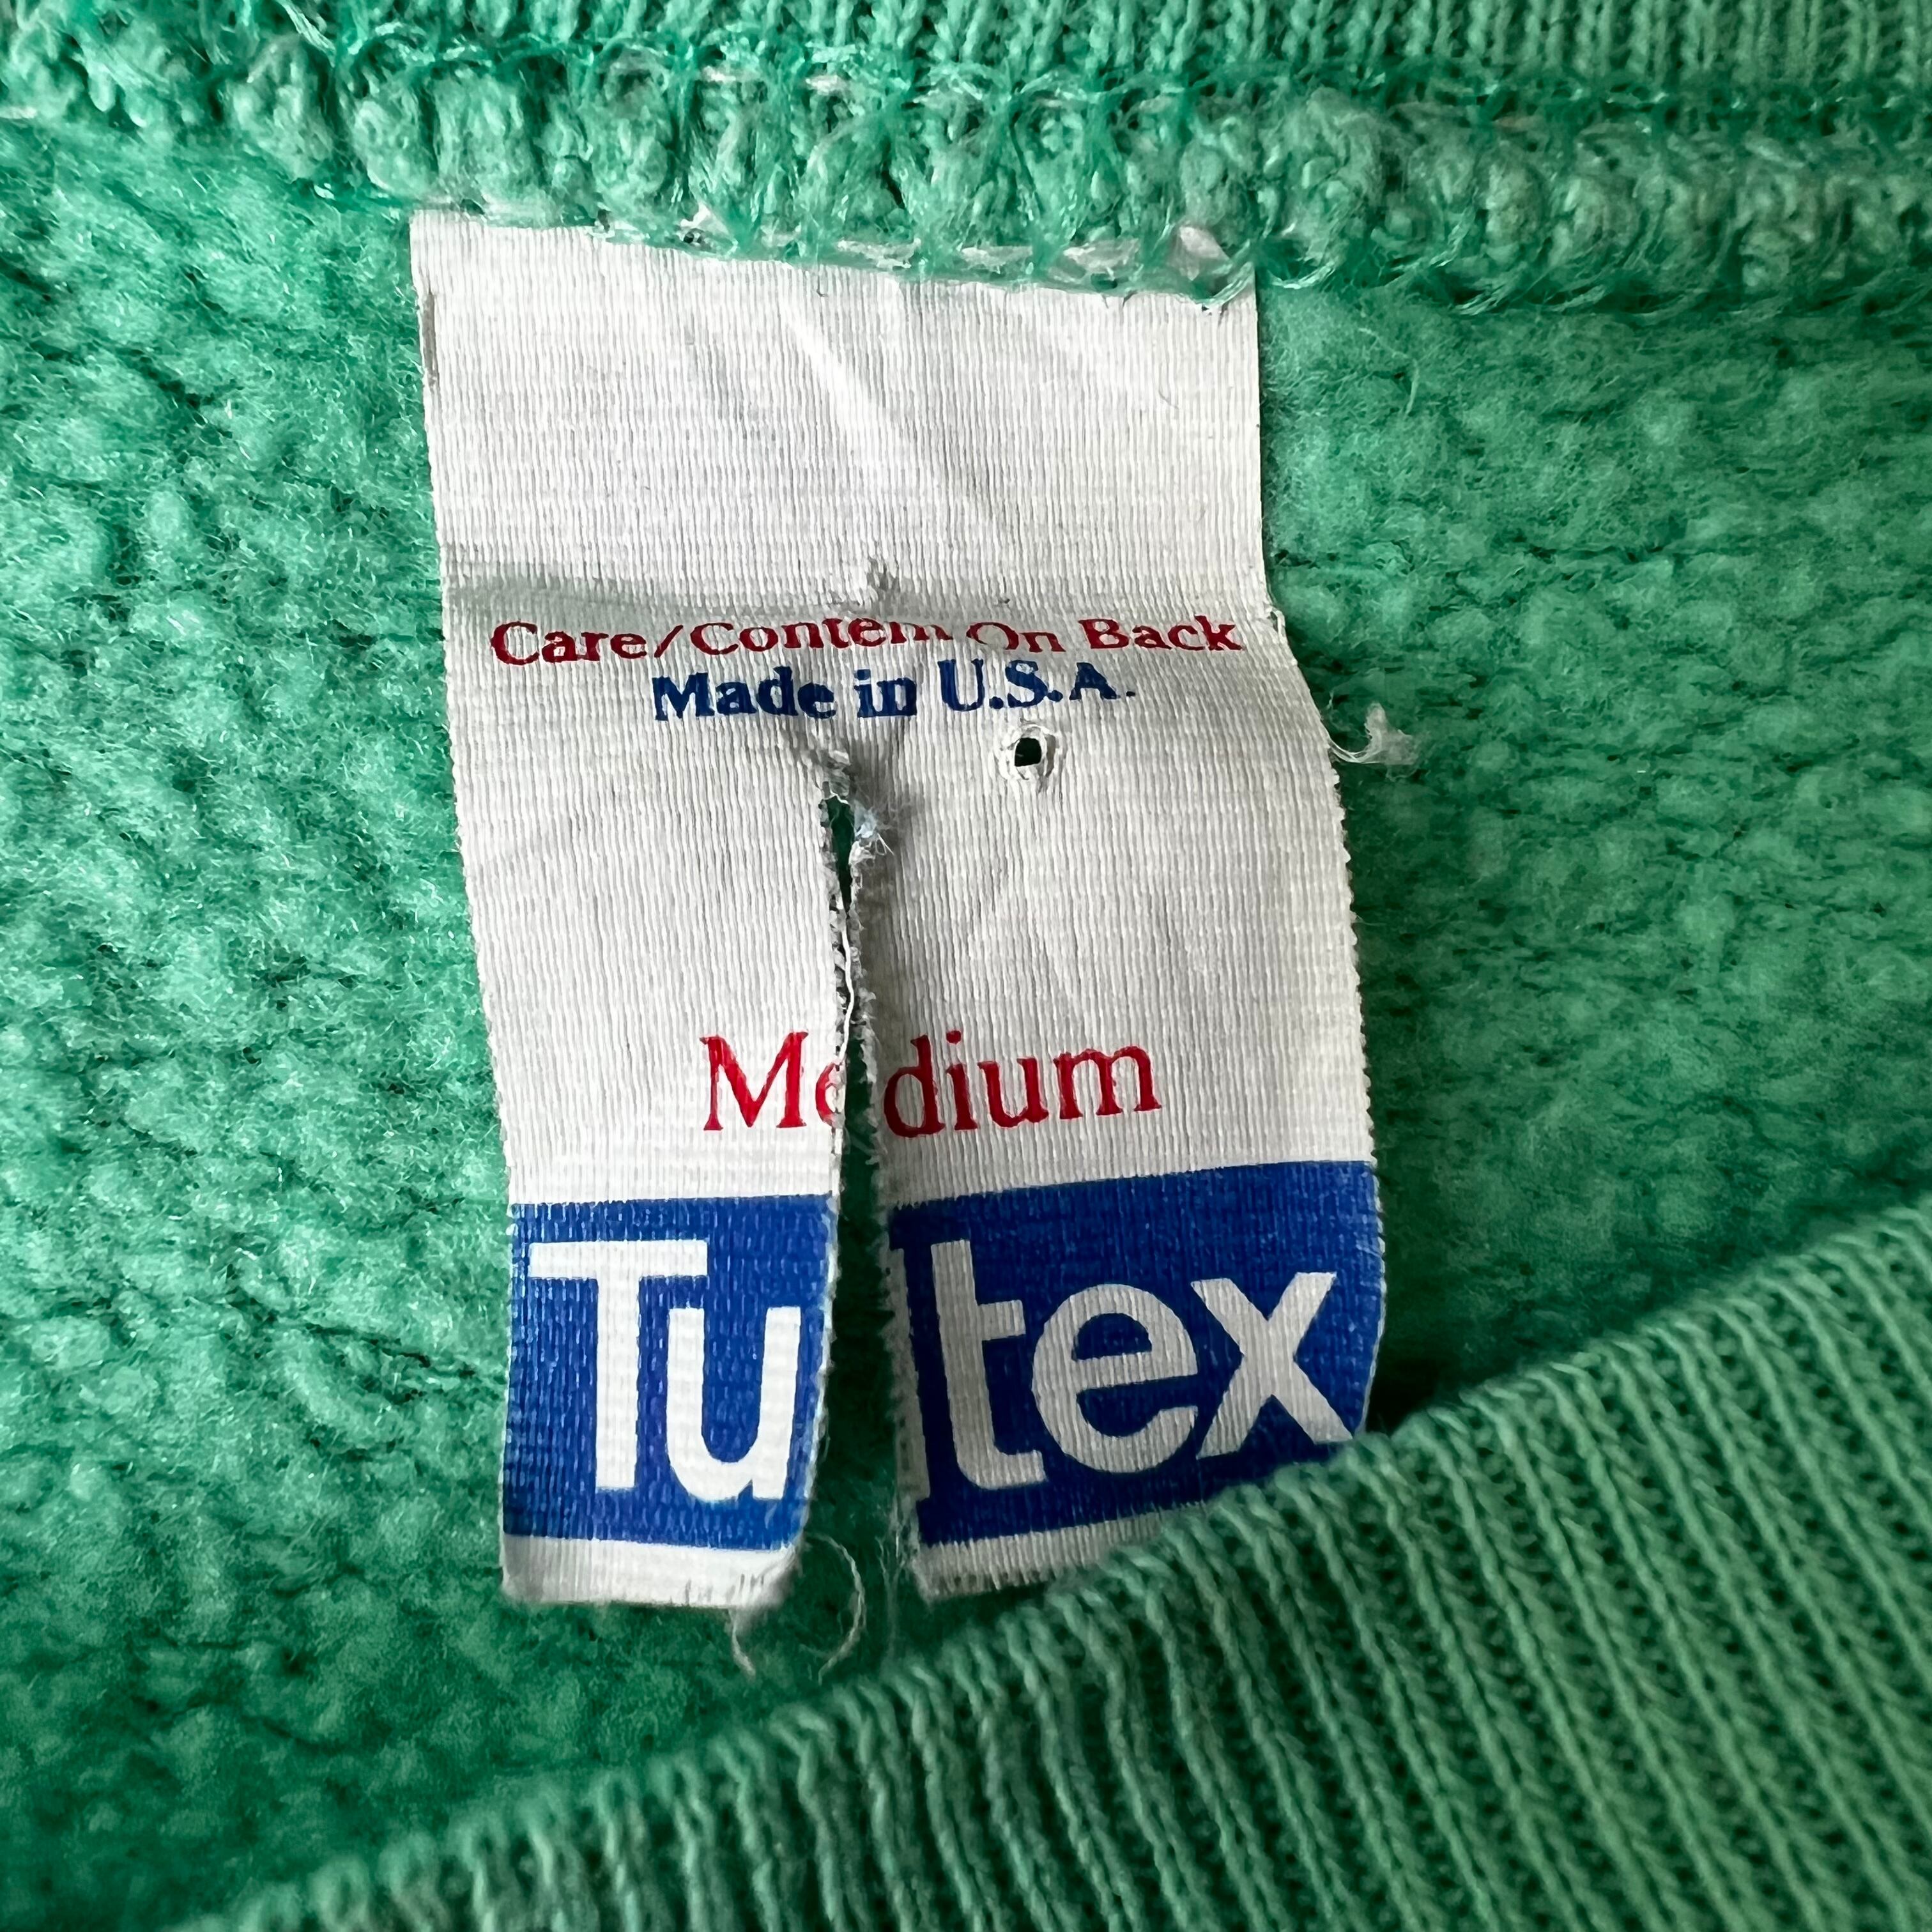 Care/Content On Back
Made in U.S.A.
Medium
Tultex